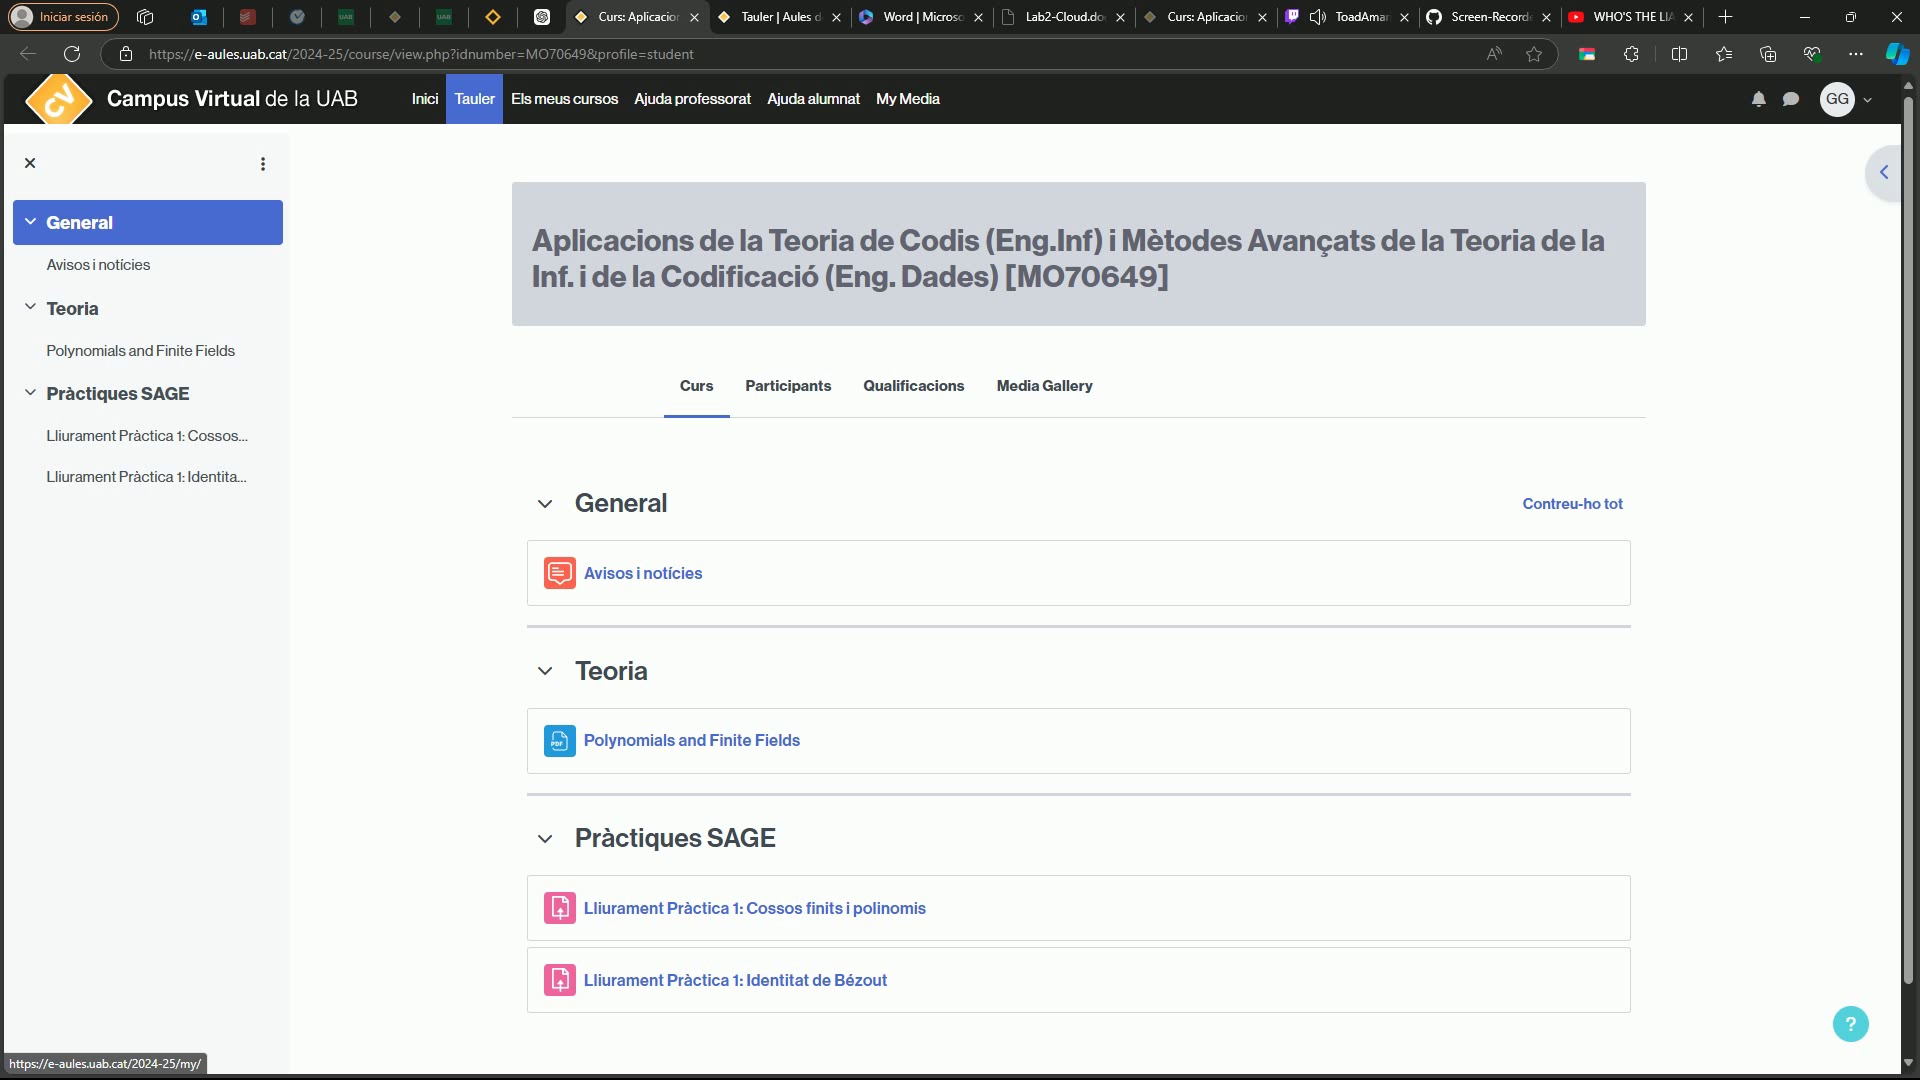 Iniciar sesión
Curs: Aplicacion
Tauler | Aules d
Word | Microso
Lab2-Cloud.do
Curs: Aplicacion
ToadAmar
Screen-Record
WHO'S THE LIA
https://e-aules.uab.cat/2024-25/course/view.php?idnumber=MO70649&profile=student
CV
Campus Virtual de la UAB
Inici
Tauler
Els meus cursos
Ajuda professorat
Ajuda alumnat
My Media
GG
General
Avisos i notícies
Teoria
Polynomials and Finite Fields
Pràctiques SAGE
Lliurament Pràctica 1: Cossos...
Lliurament Pràctica 1: Identita...
Aplicacions de la Teoria de Codis (Eng.Inf) i Mètodes Avançats de la Teoria de la
Inf. i de la Codificació (Eng. Dades) [MO70649]
Curs
Participants
Qualificacions
Media Gallery
General
Contreu-ho tot
Avisos i notícies
Teoria
PDF
Polynomials and Finite Fields
Pràctiques SAGE
Lliurament Pràctica 1: Cossos finits i polinomis
Lliurament Pràctica 1: Identitat de Bézout
?
https://e-aules.uab.cat/2024-25/my/